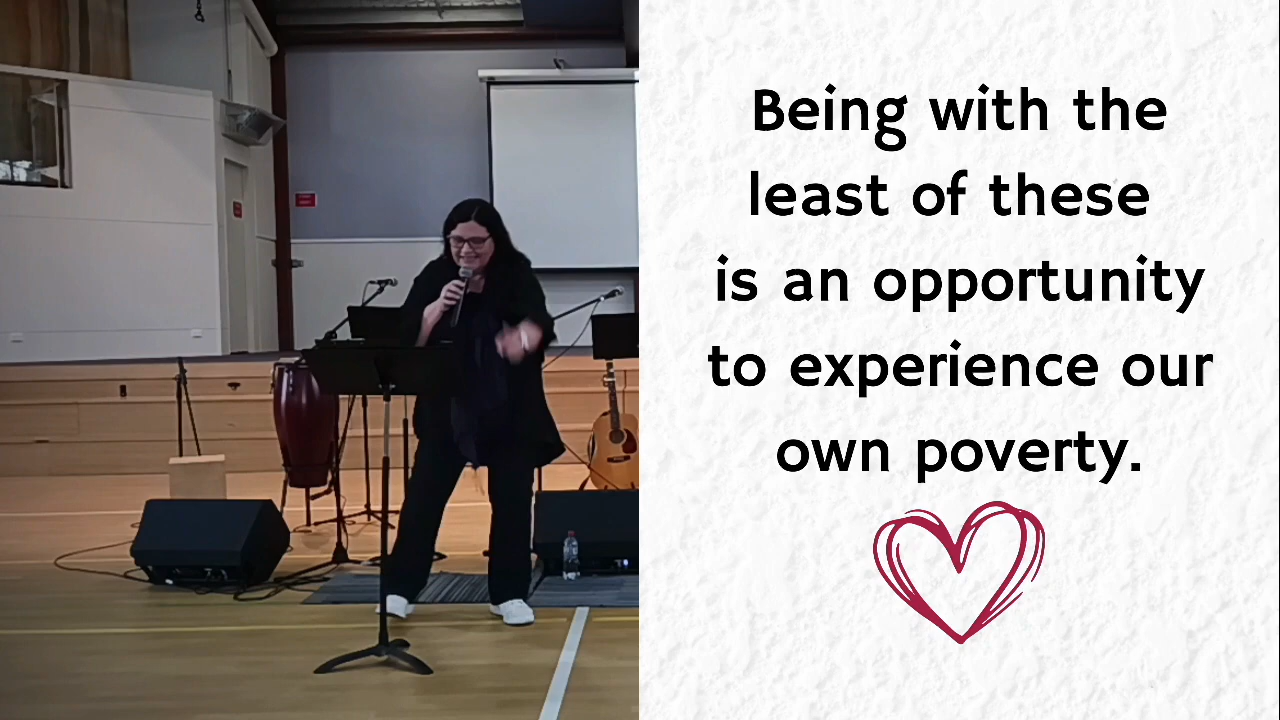 Being with the
least of these
is an opportunity
to experience our
own poverty.